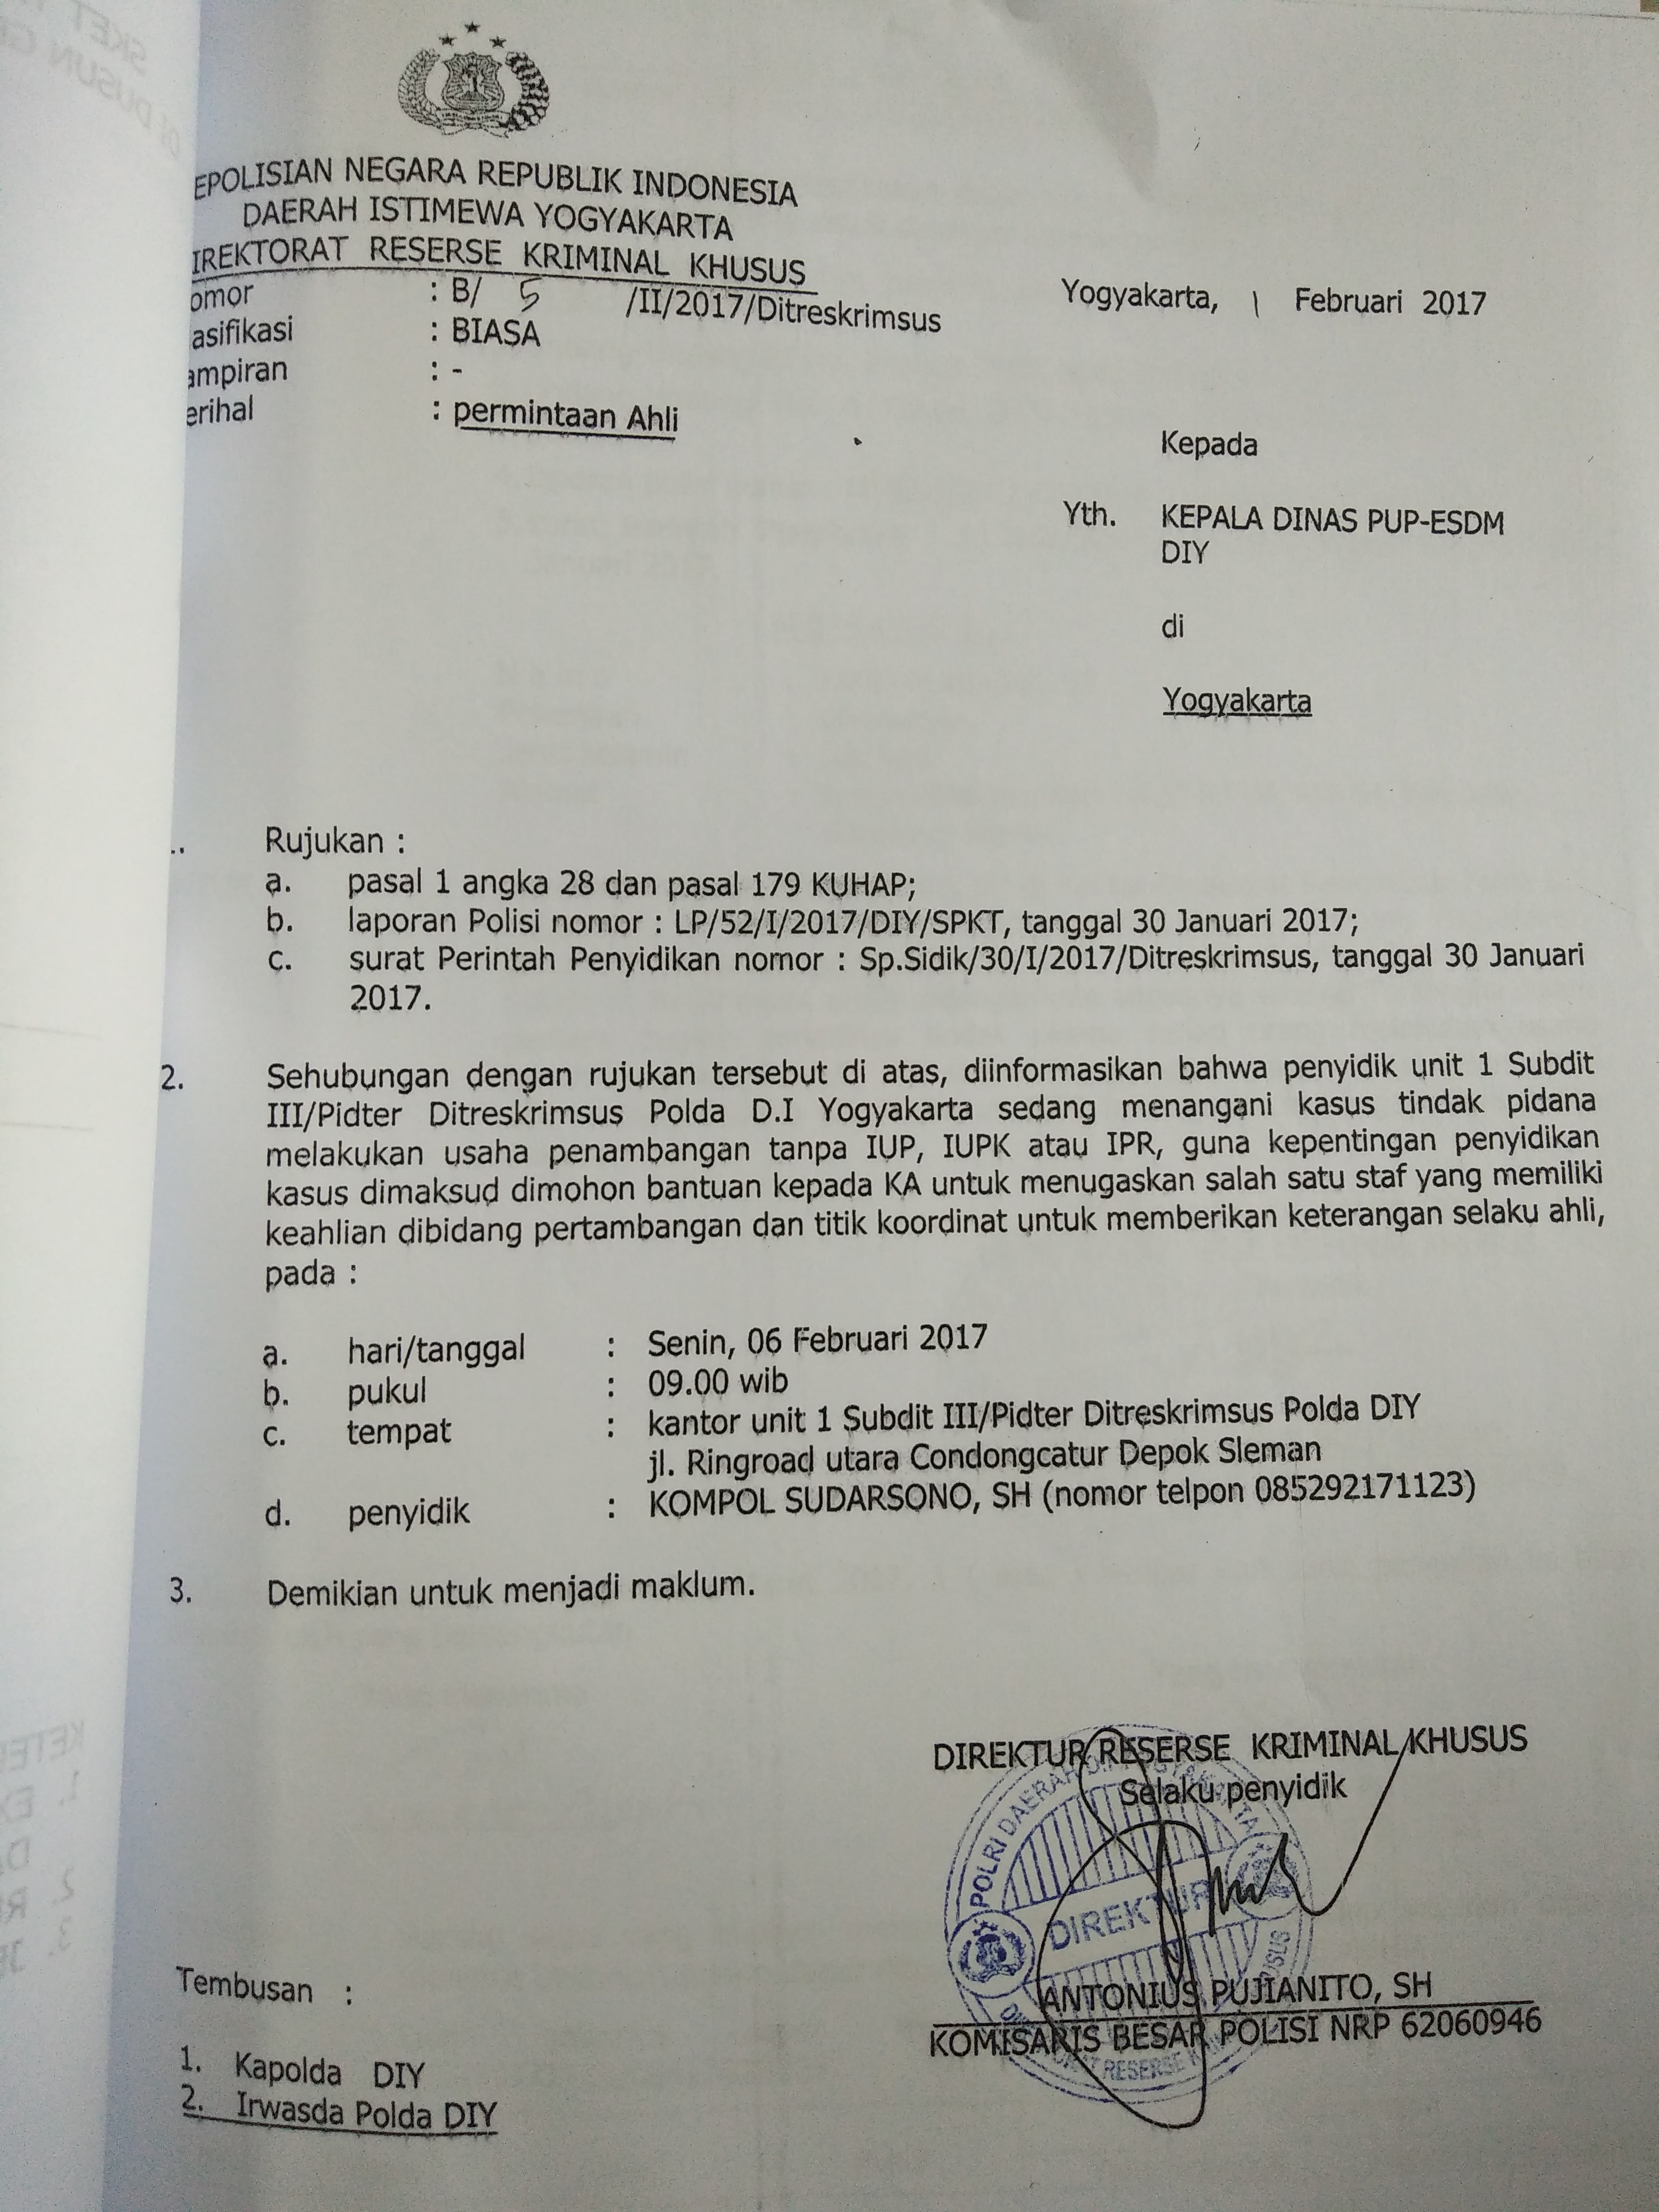 EPOLISIAN NEGARA REPUBLIK INDONESIA
DAERAH ISTIMEWA YOGYAKARTA
IREKTORAT RESERSE KRIMINAL KHUSUS
omor : B/ 5 /II/2017/Ditreskrimsus
Yogyakarta, 1 Februari 2017
asifikasi : BIASA
ampiran : -
erihal : permintaan Ahli
Kepada
Yth. KEPALA DINAS PUP-ESDM
DIY
di
Yogyakarta
. Rujukan :
a. pasal 1 angka 28 dan pasal 179 KUHAP;
b. laporan Polisi nomor : LP/52/I/2017/DIY/SPKT, tanggal 30 Januari 2017;
c. surat Perintah Penyidikan nomor : Sp.Sidik/30/I/2017/Ditreskrimsus, tanggal 30 Januari
2017.
2. Sehubungan dengan rujukan tersebut di atas, diinformasikan bahwa penyidik unit 1 Subdit
III/Pidter Ditreskrimsus Polda D.I Yogyakarta sedang menangani kasus tindak pidana
melakukan usaha penambangan tanpa IUP, IUPK atau IPR, guna kepentingan penyidikan
kasus dimaksud dimohon bantuan kepada KA untuk menugaskan salah satu staf yang memiliki
keahlian dibidang pertambangan dan titik koordinat untuk memberikan keterangan selaku ahli,
pada :
a. hari/tanggal : Senin, 06 Februari 2017
b. pukul : 09.00 wib
c. tempat : kantor unit 1 Subdit III/Pidter Ditreskrimsus Polda DIY
jl. Ringroad utara Condongcatur Depok Sleman
d. penyidik : KOMPOL SUDARSONO, SH (nomor telpon 085292171123)
3. Demikian untuk menjadi maklum.
DIREKTUR RESERSE KRIMINAL KHUSUS
Selaku penyidik
POLRI DAERAH
DIREKTUR
RESERSE
ANTONIUS PUJIANITO, SH
KOMISARIS BESAR POLISI NRP 62060946
Tembusan :
1. Kapolda DIY
2. Irwasda Polda DIY